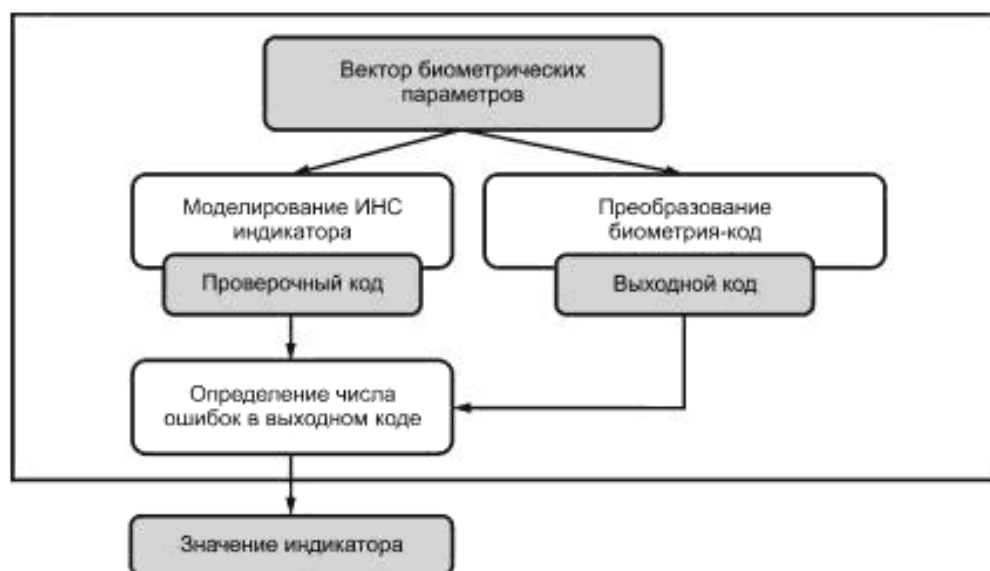 Вектор биометрических
параметров
Моделирование ИНС
индикатора
Преобразование
биометрия-код
Проверочный код
Выходной код
Определение числа
ошибок в выходном коде
Значение индикатора